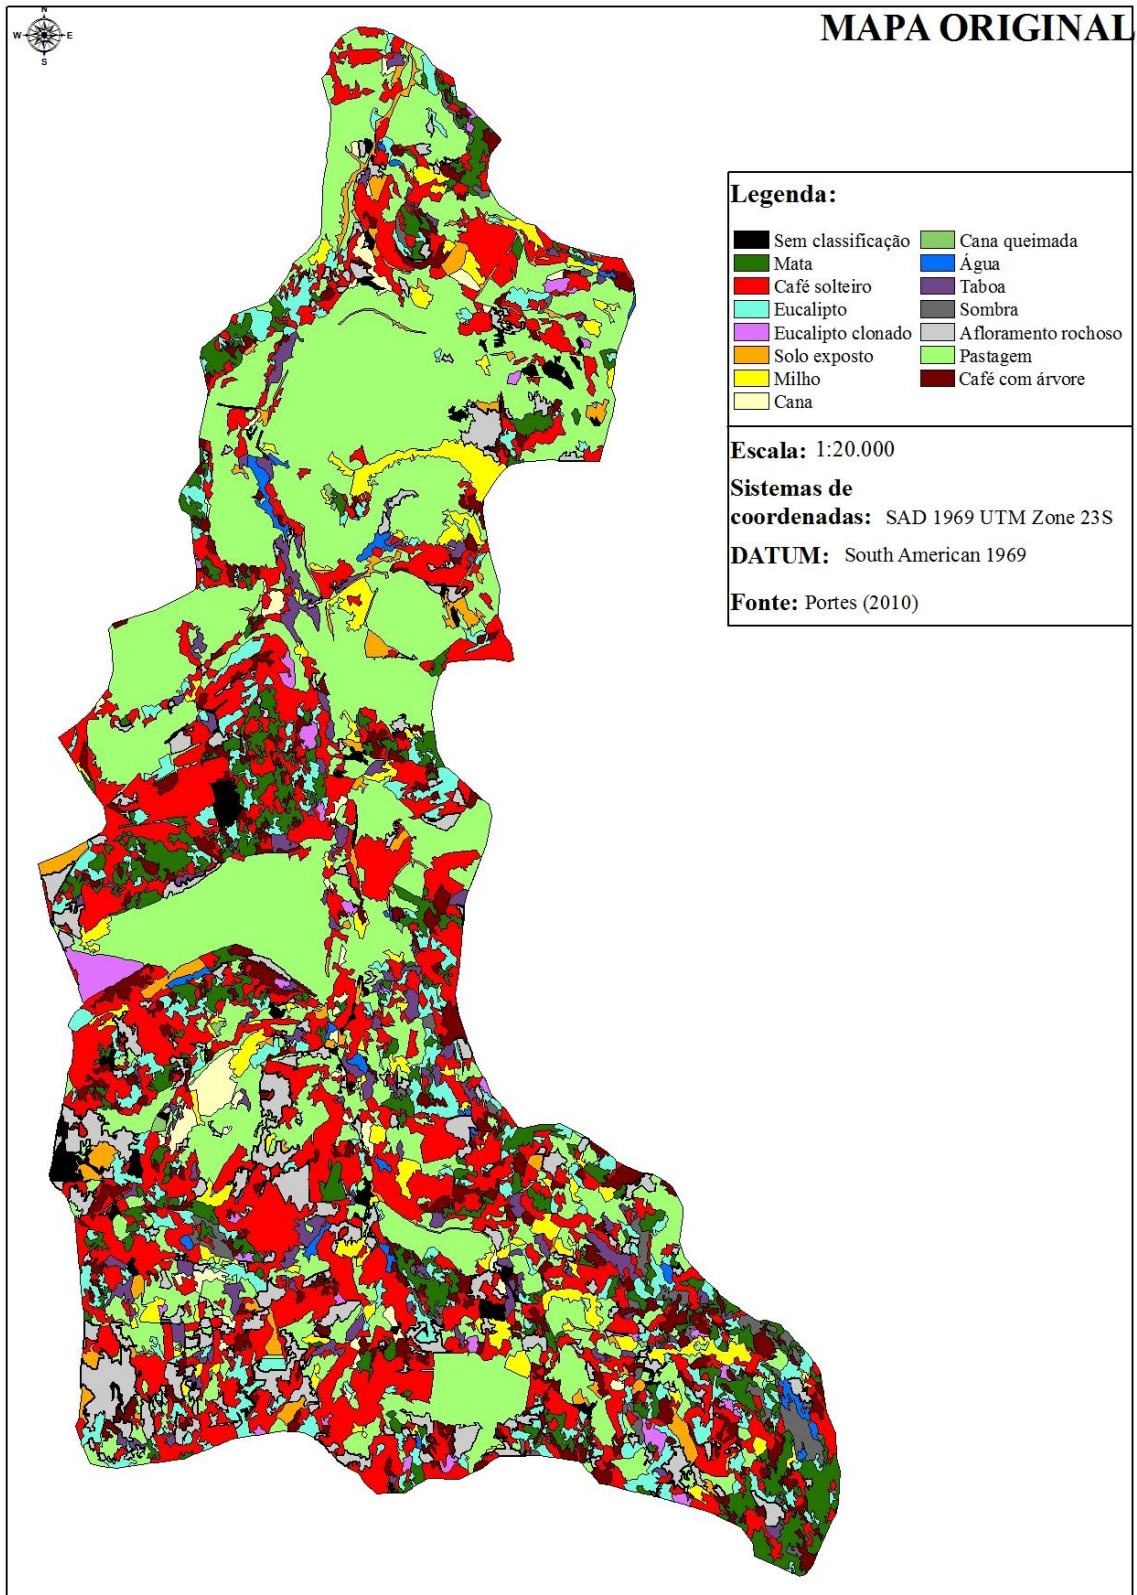 N
W E
S
MAPA ORIGINAL
Legenda:
Sem classificação
Mata
Café solteiro
Eucalipto
Eucalipto clonado
Solo exposto
Milho
Cana
Cana queimada
Água
Taboa
Sombra
Afloramento rochoso
Pastagem
Café com árvore
Escala: 1:20.000
Sistemas de
coordenadas: SAD 1969 UTM Zone 23S
DATUM: South American 1969
Fonte: Portes (2010)